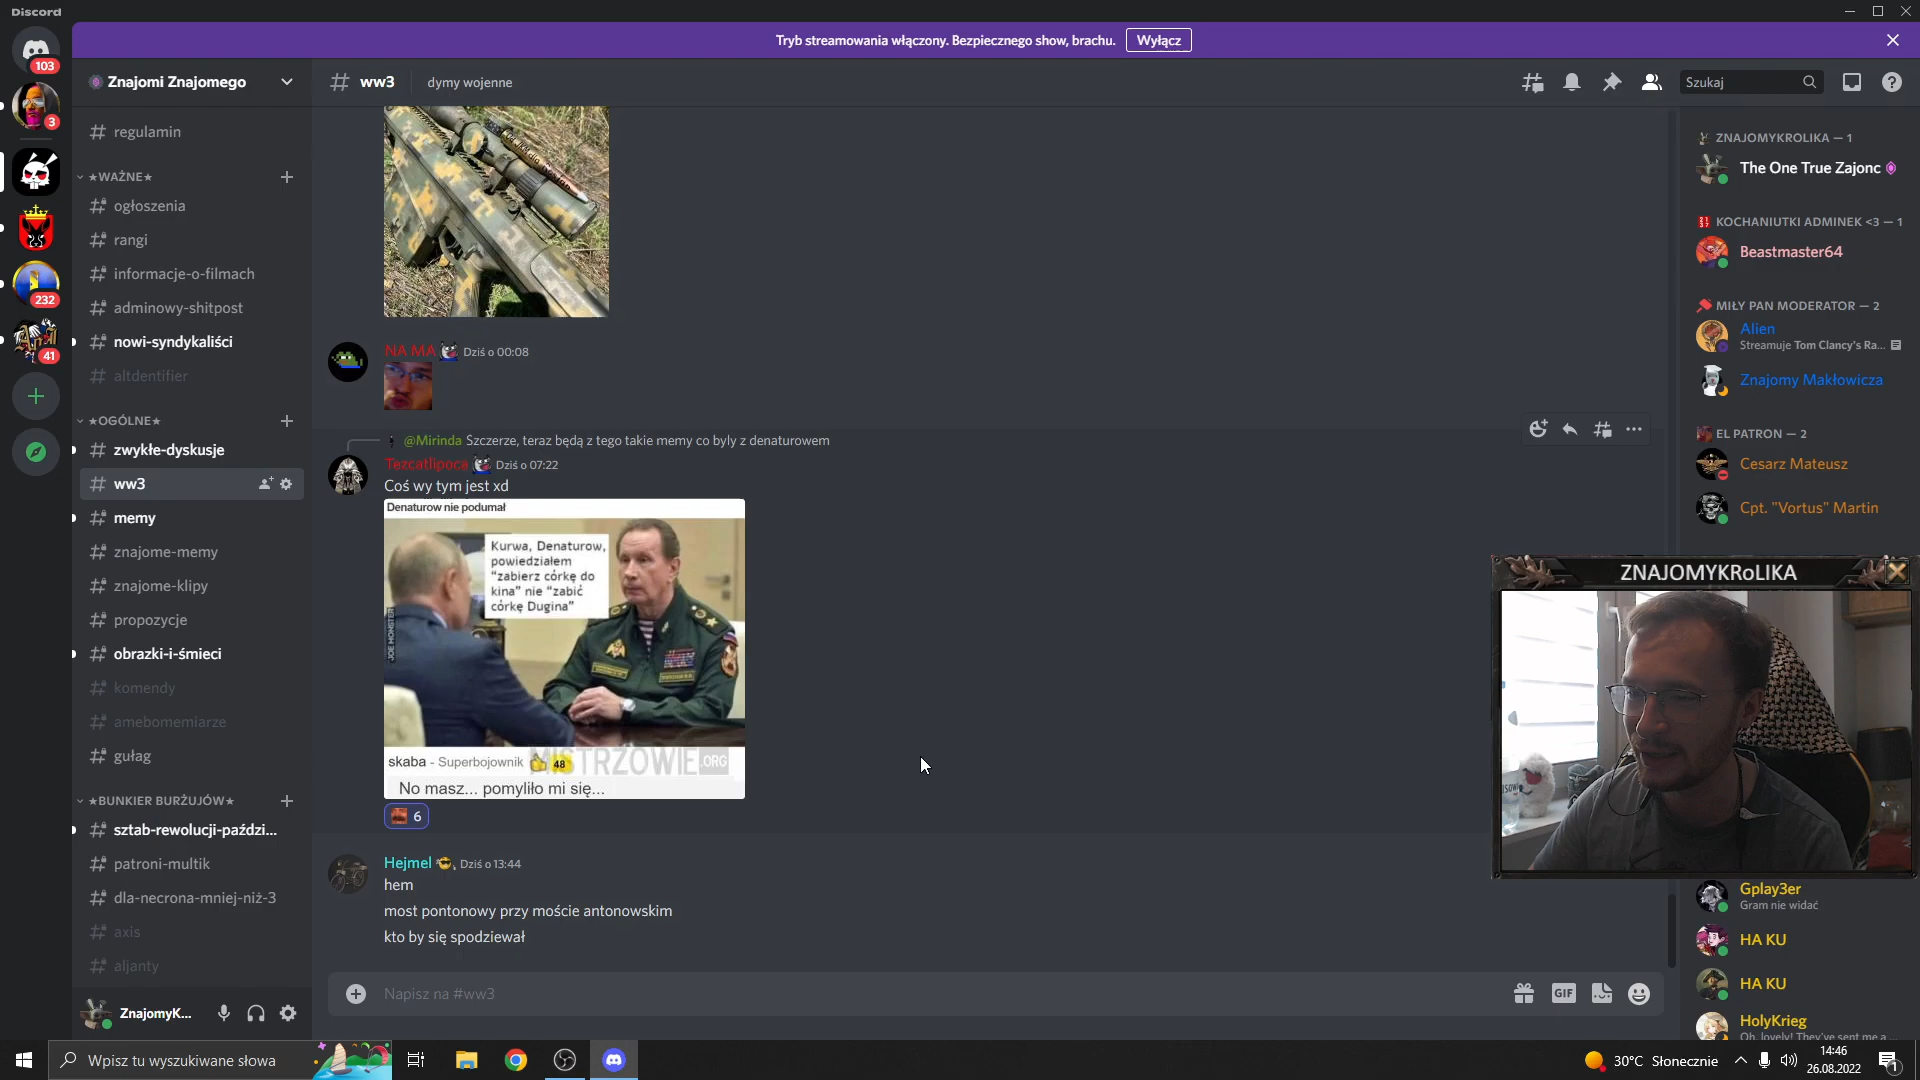 Discord
Tryb streamowania włączony. Bezpiecznego show, brachu.
Wyłącz
103
3
232
41
Znajomi Znajomego
ww3
dymy wojenne
Szukaj
regulamin
★WAŻNE★
ogłoszenia
rangi
informacje-o-filmach
adminowy-shitpost
nowi-syndykaliści
altdentifier
★OGÓLNE★
zwykłe-dyskusje
ww3
memy
znajome-memy
znajome-klipy
propozycje
obrazki-i-śmieci
komendy
amebomemiarze
gułag
★BUNKIER BURŻUJÓW★
sztab-rewolucji-paździ...
patroni-multik
dla-necrona-mniej-niż-3
axis
aljanty
ZnajomyK...
NA MA Dziś o 00:08
@Mirinda Szczerze, teraz będą z tego takie memy co byly z denaturowem
Tezcatlipoca Dziś o 07:22
Coś wy tym jest xd
Denaturow nie podumał
Kurwa, Denaturow,
powiedziałem
"zabierz córkę do
kina" nie "zabić
córkę Dugina"
JOE MONSTER
skaba - Superbojownik 48
MISTRZOWIE.ORG
No masz... pomyliło mi się...
6
Hejmel Dziś o 13:44
hem
most pontonowy przy moście antonowskim
kto by się spodziewał
Napisz na #ww3
GIF
ZNAJOMYKROLIKA — 1
The One True Zajonc
KOCHANIUTKI ADMINEK <3 — 1
Beastmaster64
MIŁY PAN MODERATOR — 2
Alien
Streamuje Tom Clancy's Ra...
Znajomy Makłowicza
EL PATRON — 2
Cesarz Mateusz
Cpt. "Vortus" Martin
ZNAJOMYKRoLIKA
Gplay3er
Gram nie widać
HA KU
HA KU
HolyKrieg
Oh, lovely! They've sent me a
Wpisz tu wyszukiwane słowa
30°C Słonecznie
14:46
26.08.2022
1